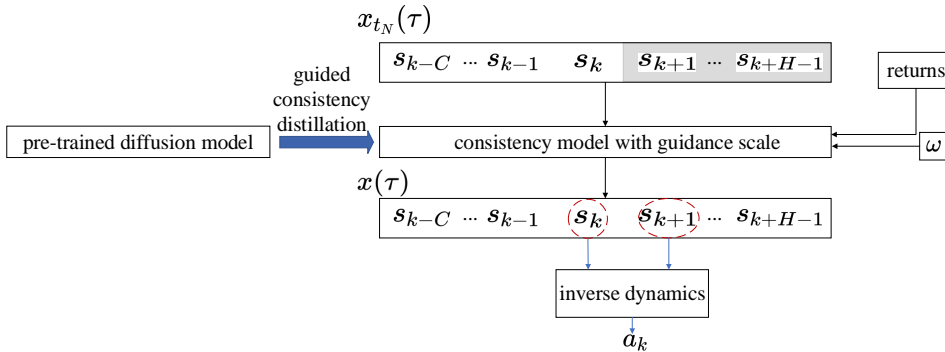 x_{t_N}(τ)
s_{k−C} ··· s_{k−1} s_k s_{k+1} ··· s_{k+H−1}
returns
guided
consistency
distillation
pre-trained diffusion model
consistency model with guidance scale
ω
x(τ)
s_{k−C} ··· s_{k−1} s_k s_{k+1} ··· s_{k+H−1}
inverse dynamics
a_k